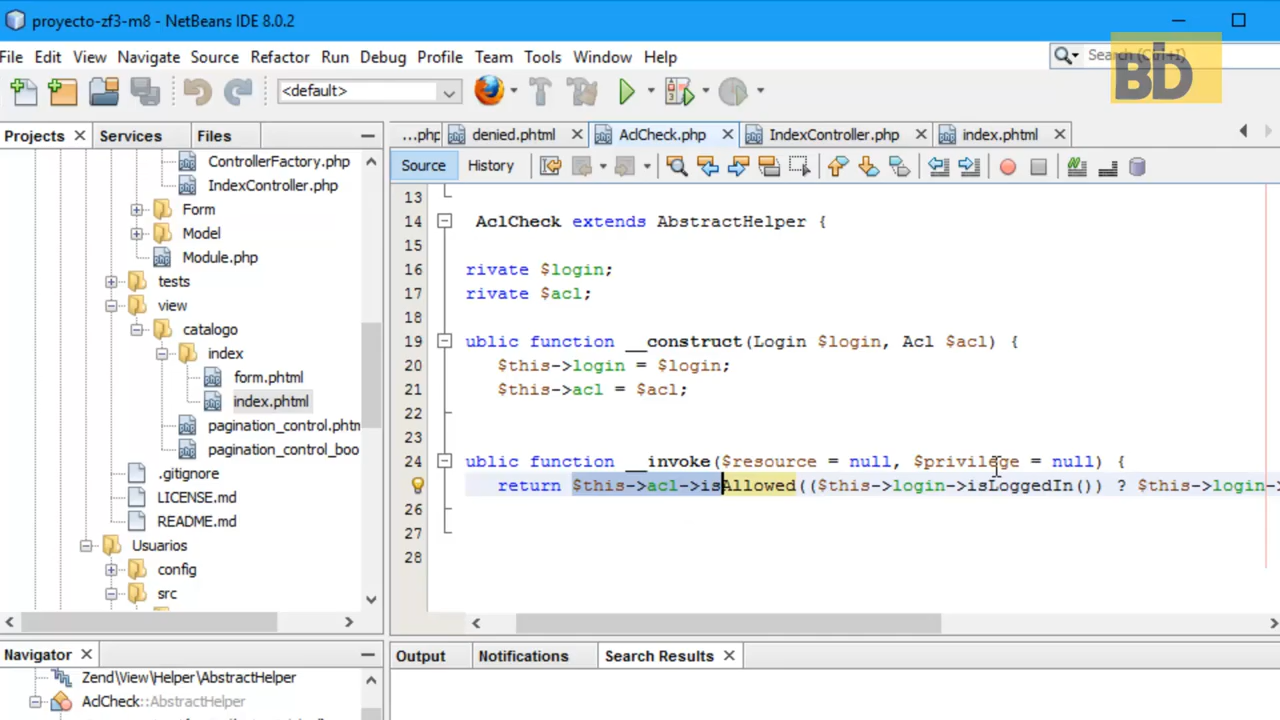 proyecto-zf3-m8 - NetBeans IDE 8.0.2
File Edit View Navigate Source Refactor Run Debug Profile Team Tools Window Help
Search (Ctrl+I)
BD
<default>
Projects Services Files
...php denied.phtml AclCheck.php IndexController.php index.phtml
Source History
ControllerFactory.php
IndexController.php
Form
Model
Module.php
tests
view
catalogo
index
form.phtml
index.phtml
pagination_control.phtm
pagination_control_boo
.gitignore
LICENSE.md
README.md
Usuarios
config
src
13
14 AclCheck extends AbstractHelper {
15
16 rivate $login;
17 rivate $acl;
18
19 ublic function __construct(Login $login, Acl $acl) {
20 $this->login = $login;
21 $this->acl = $acl;
22
23
24 ublic function __invoke($resource = null, $privilege = null) {
return $this->acl->isAllowed(($this->login->isLoggedIn()) ? $this->login->
26
27
28
Navigator
Zend\View\Helper\AbstractHelper
AclCheck::AbstractHelper
Output Notifications Search Results